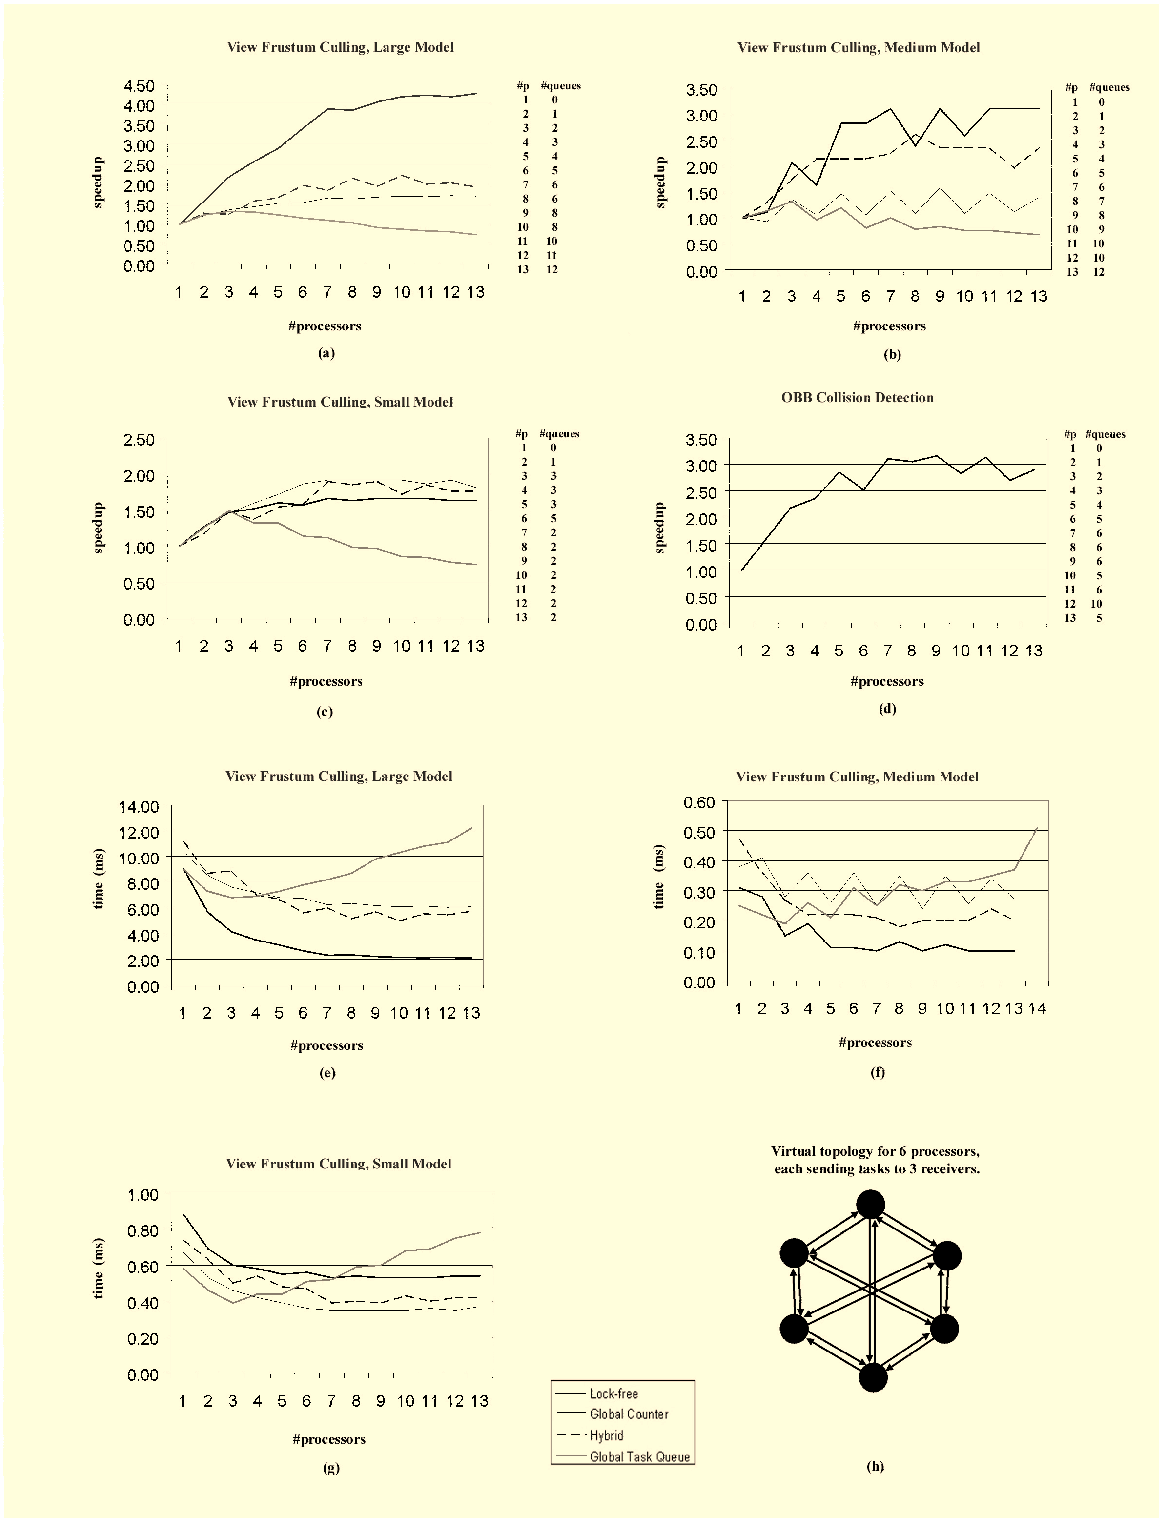 View Frustum Culling, Large Model
4.50
4.00
3.50
3.00
2.50
2.00
1.50
1.00
0.50
0.00
speedup
1 2 3 4 5 6 7 8 9 10 11 12 13
#processors
(a)
#p #queues
1 0
2 1
3 2
4 3
5 4
6 5
7 6
8 6
9 8
10 8
11 10
12 11
13 12
View Frustum Culling, Medium Model
3.50
3.00
2.50
2.00
1.50
1.00
0.50
0.00
speedup
1 2 3 4 5 6 7 8 9 10 11 12 13
#processors
(b)
#p #queues
1 0
2 1
3 2
4 3
5 4
6 5
7 6
8 7
9 8
10 9
11 10
12 10
13 12
View Frustum Culling, Small Model
2.50
2.00
1.50
1.00
0.50
0.00
speedup
1 2 3 4 5 6 7 8 9 10 11 12 13
#processors
(c)
#p #queues
1 0
2 1
3 3
4 3
5 3
6 5
7 2
8 2
9 2
10 2
11 2
12 2
13 2
OBB Collision Detection
3.50
3.00
2.50
2.00
1.50
1.00
0.50
0.00
speedup
1 2 3 4 5 6 7 8 9 10 11 12 13
#processors
(d)
#p #queues
1 0
2 1
3 2
4 3
5 4
6 5
7 6
8 6
9 6
10 5
11 6
12 10
13 5
View Frustum Culling, Large Model
14.00
12.00
10.00
8.00
6.00
4.00
2.00
0.00
time (ms)
1 2 3 4 5 6 7 8 9 10 11 12 13
#processors
(e)
View Frustum Culling, Medium Model
0.60
0.50
0.40
0.30
0.20
0.10
0.00
time (ms)
1 2 3 4 5 6 7 8 9 10 11 12 13 14
#processors
(f)
View Frustum Culling, Small Model
1.00
0.80
0.60
0.40
0.20
0.00
time (ms)
1 2 3 4 5 6 7 8 9 10 11 12 13
#processors
(g)
Lock-free
Global Counter
Hybrid
Global Task Queue
Virtual topology for 6 processors,
each sending tasks to 3 receivers.
(h)